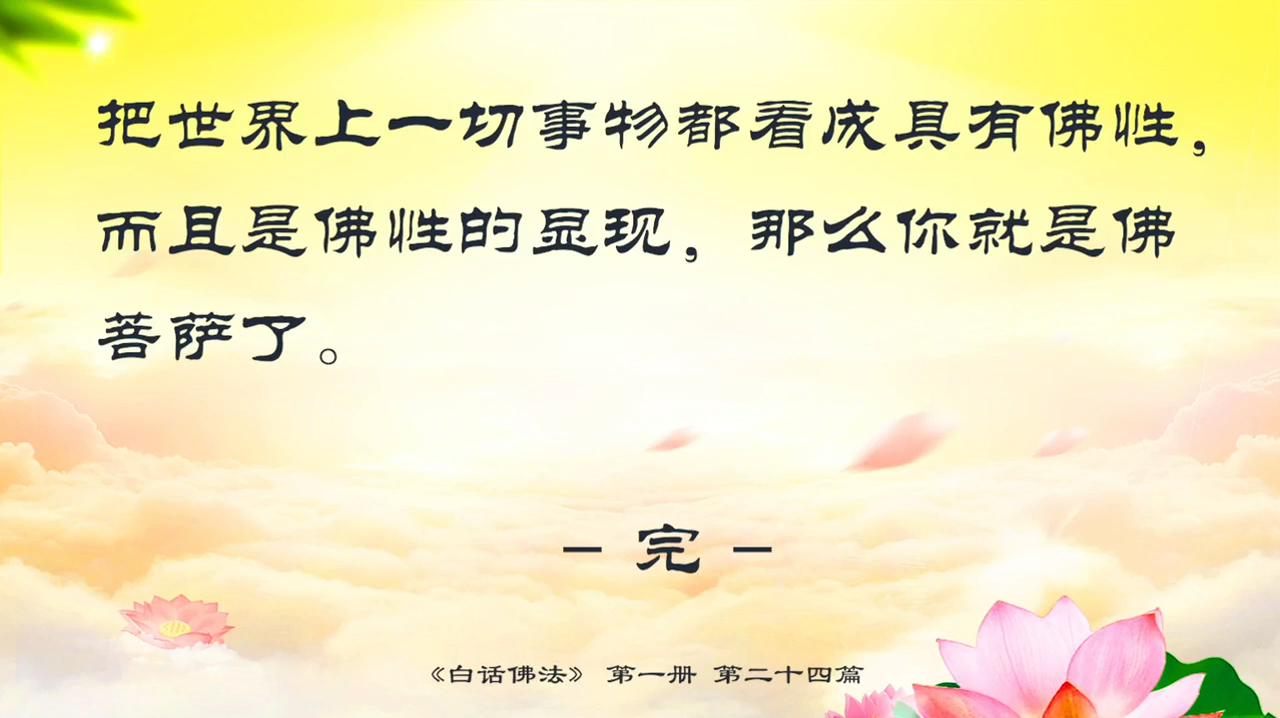 把世界上一切事物都看成具有佛性，
而且是佛性的显现，那么你就是佛
菩萨了。
－ 完 －
《白话佛法》 第一册 第二十四篇